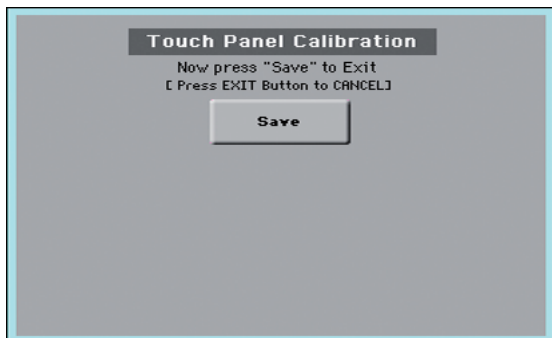 Touch Panel Calibration
Now press "Save" to Exit
[ Press EXIT Button to CANCEL]
Save